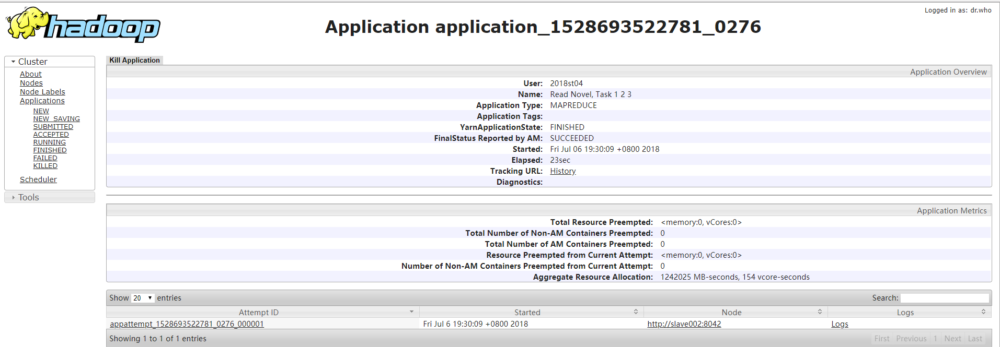 Logged in as: dr.who
hadoop
Application application_1528693522781_0276
Cluster
About
Nodes
Node Labels
Applications
NEW
NEW_SAVING
SUBMITTED
ACCEPTED
RUNNING
FINISHED
FAILED
KILLED
Scheduler
Tools
Kill Application
Application Overview
User: 2018st04
Name: Read Novel, Task 1 2 3
Application Type: MAPREDUCE
Application Tags:
YarnApplicationState: FINISHED
FinalStatus Reported by AM: SUCCEEDED
Started: Fri Jul 06 19:30:09 +0800 2018
Elapsed: 23sec
Tracking URL: History
Diagnostics:
Application Metrics
Total Resource Preempted: <memory:0, vCores:0>
Total Number of Non-AM Containers Preempted: 0
Total Number of AM Containers Preempted: 0
Resource Preempted from Current Attempt: <memory:0, vCores:0>
Number of Non-AM Containers Preempted from Current Attempt: 0
Aggregate Resource Allocation: 1242025 MB-seconds, 154 vcore-seconds
Show 20 entries Search:
Attempt ID Started Node Logs
appattempt_1528693522781_0276_000001 Fri Jul 6 19:30:09 +0800 2018 http://slave002:8042 Logs
Showing 1 to 1 of 1 entries First Previous 1 Next Last